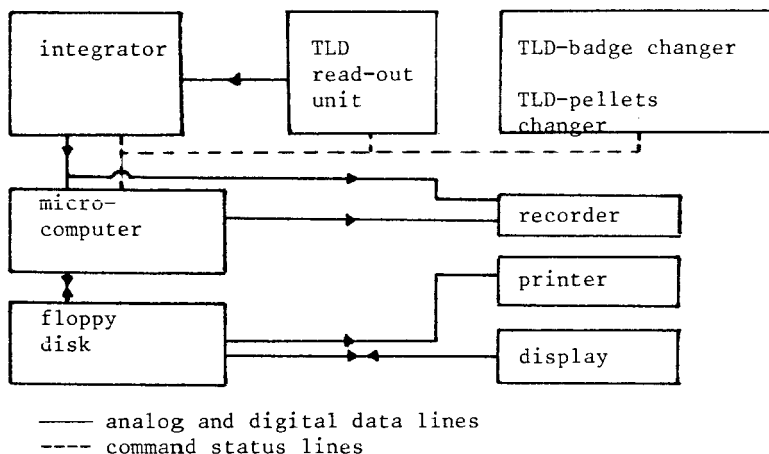 integrator
TLD
read-out
unit
TLD-badge changer
TLD-pellets
changer
micro-
computer
recorder
printer
floppy
disk
display
analog and digital data lines
command status lines